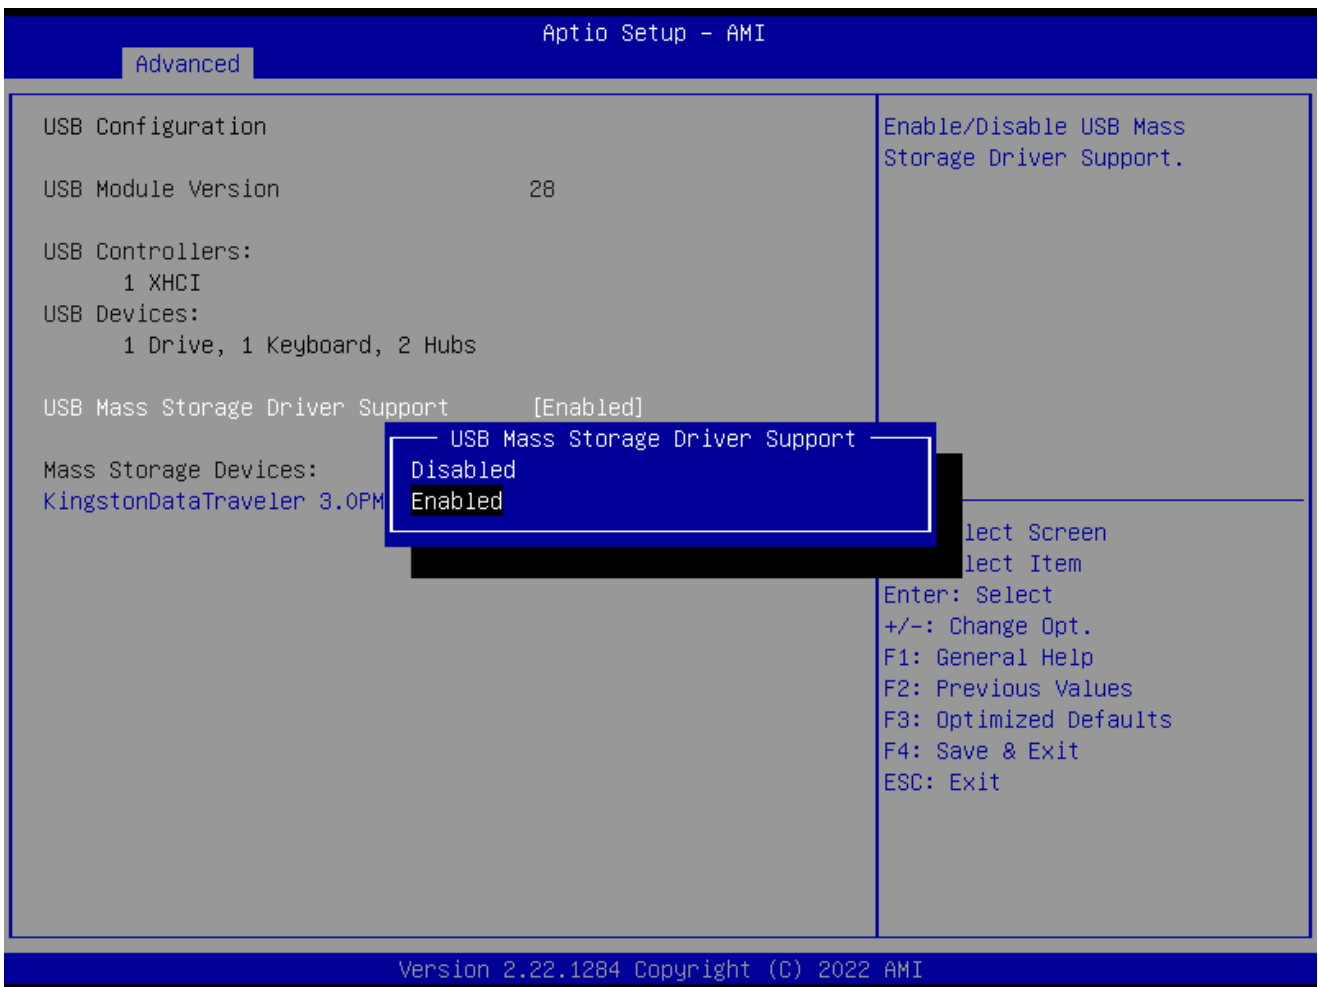 Aptio Setup – AMI
Advanced
USB Configuration
USB Module Version 28
USB Controllers:
1 XHCI
USB Devices:
1 Drive, 1 Keyboard, 2 Hubs
USB Mass Storage Driver Support [Enabled]
Mass Storage Devices:
KingstonDataTraveler 3.0PM
USB Mass Storage Driver Support
Disabled
Enabled
Enable/Disable USB Mass
Storage Driver Support.
lect Screen
lect Item
Enter: Select
+/-: Change Opt.
F1: General Help
F2: Previous Values
F3: Optimized Defaults
F4: Save & Exit
ESC: Exit
Version 2.22.1284 Copyright (C) 2022 AMI